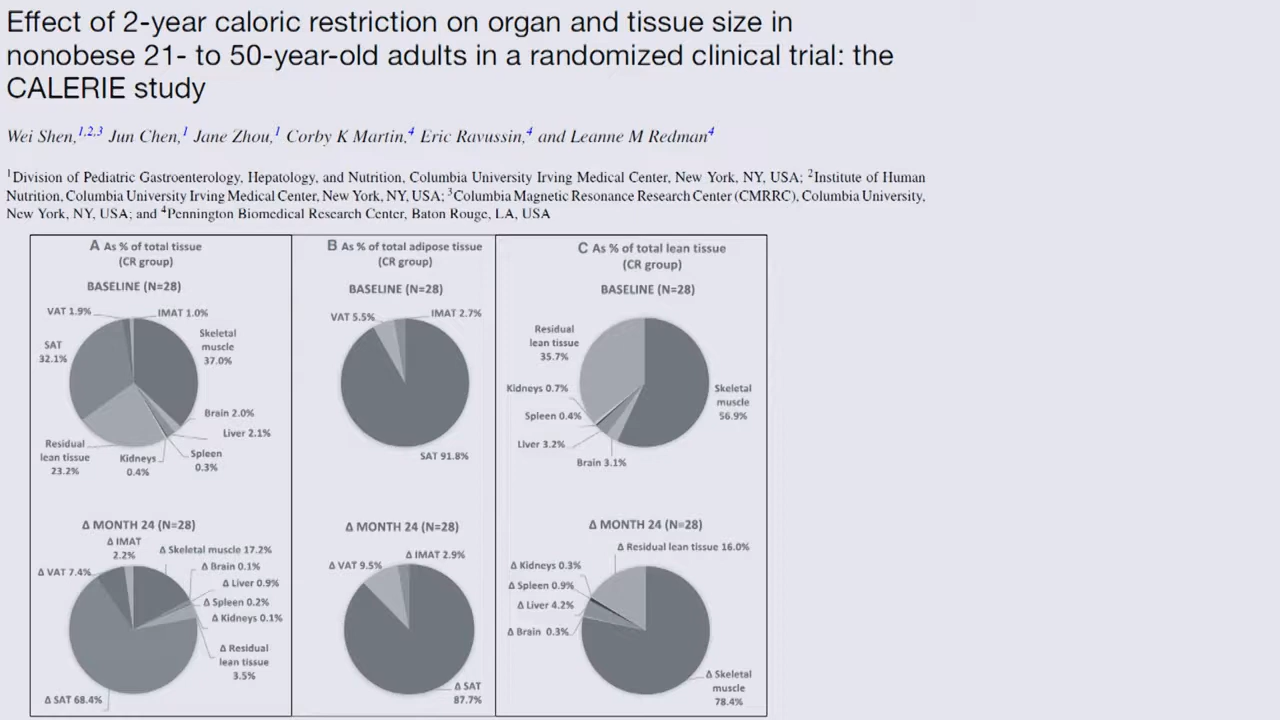 Effect of 2-year caloric restriction on organ and tissue size in
nonobese 21- to 50-year-old adults in a randomized clinical trial: the
CALERIE study
Wei Shen,1,2,3 Jun Chen,1 Jane Zhou,1 Corby K Martin,4 Eric Ravussin,4 and Leanne M Redman4
1Division of Pediatric Gastroenterology, Hepatology, and Nutrition, Columbia University Irving Medical Center, New York, NY, USA; 2Institute of Human
Nutrition, Columbia University Irving Medical Center, New York, NY, USA; 3Columbia Magnetic Resonance Research Center (CMRRC), Columbia University,
New York, NY, USA; and 4Pennington Biomedical Research Center, Baton Rouge, LA, USA
A As % of total tissue
(CR group)
BASELINE (N=28)
VAT 1.9%
IMAT 1.0%
Skeletal
muscle
37.0%
SAT
32.1%
Brain 2.0%
Liver 2.1%
Spleen
0.3%
Kidneys
0.4%
Residual
lean tissue
23.2%
Δ MONTH 24 (N=28)
Δ IMAT
2.2%
Δ Skeletal muscle 17.2%
Δ VAT 7.4%
Δ Brain 0.1%
Δ Liver 0.9%
Δ Spleen 0.2%
Δ Kidneys 0.1%
Δ Residual
lean tissue
3.5%
Δ SAT 68.4%
B As % of total adipose tissue
(CR group)
BASELINE (N=28)
VAT 5.5%
IMAT 2.7%
SAT 91.8%
Δ MONTH 24 (N=28)
Δ IMAT 2.9%
Δ VAT 9.5%
Δ SAT
87.7%
C As % of total lean tissue
(CR group)
BASELINE (N=28)
Residual
lean tissue
35.7%
Kidneys 0.7%
Spleen 0.4%
Liver 3.2%
Brain 3.1%
Skeletal
muscle
56.9%
Δ MONTH 24 (N=28)
Δ Residual lean tissue 16.0%
Δ Kidneys 0.3%
Δ Spleen 0.9%
Δ Liver 4.2%
Δ Brain 0.3%
Δ Skeletal
muscle
78.4%